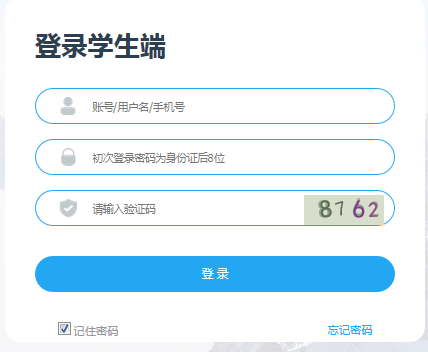 登录学生端
账号/用户名/手机号
初次登录密码为身份证后8位
请输入验证码
8762
登录
记住密码
忘记密码